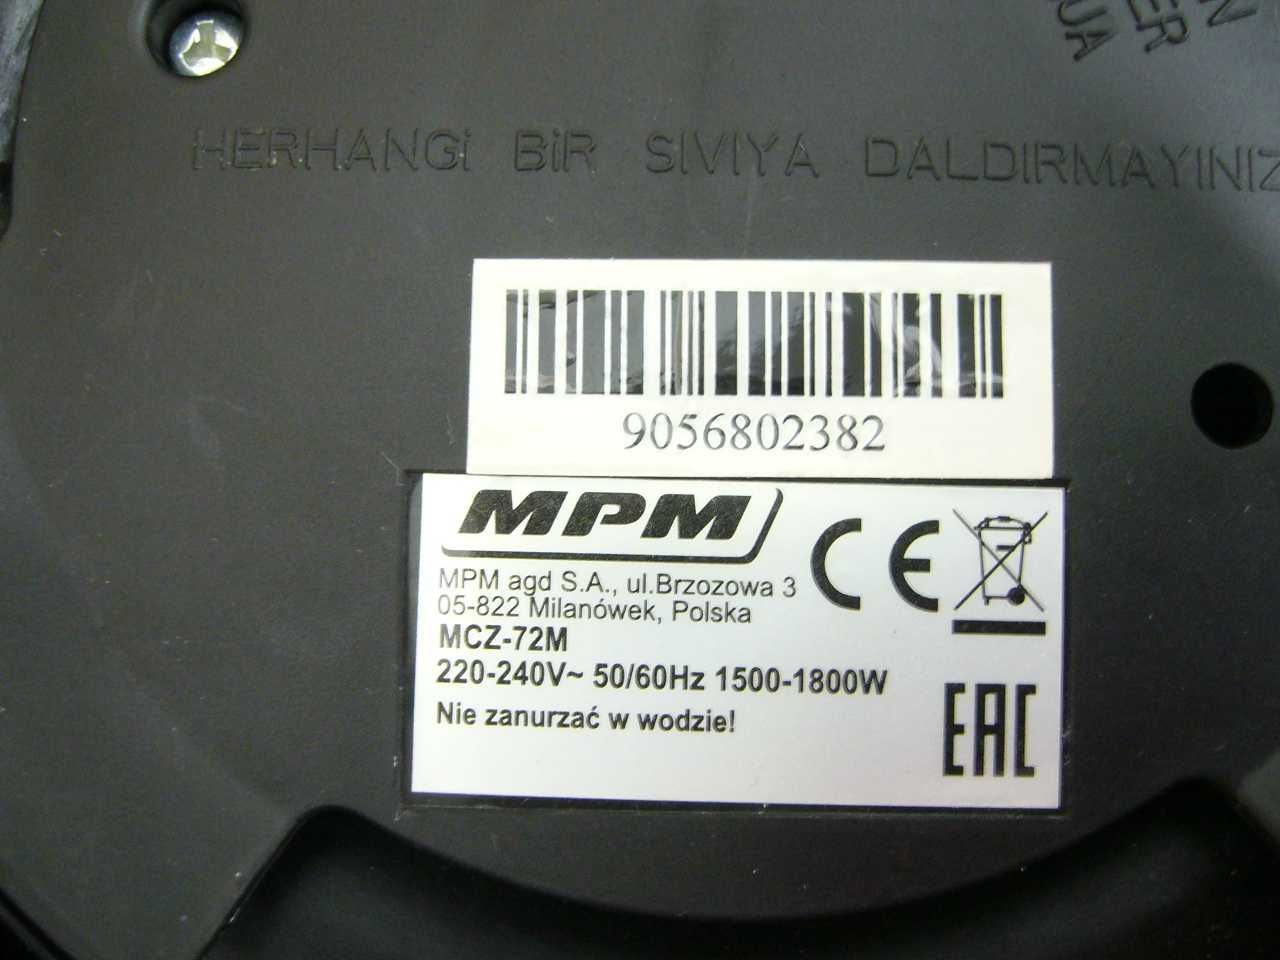 HERHANGi BiR SIVIYA DALDIRMAYINIZ
9056802382
MPM
MPM agd S.A., ul.Brzozowa 3
05-822 Milanówek, Polska
MCZ-72M
220-240V~ 50/60Hz 1500-1800W
Nie zanurzać w wodzie!
CE
EAC